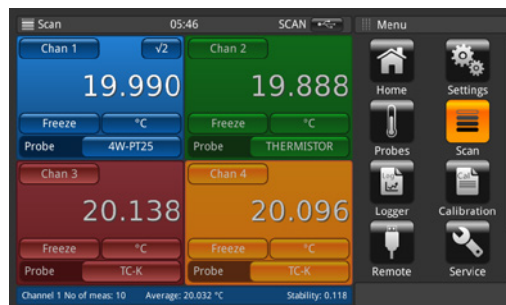 Scan 05:46 SCAN Menu
Chan 1 √2 Chan 2
19.990 19.888
Freeze °C Freeze °C
Probe 4W-PT25 Probe THERMISTOR
Chan 3 Chan 4
20.138 20.096
Freeze °C Freeze °C
Probe TC-K Probe TC-K
Channel 1 No of meas: 10 Average: 20.032 °C Stability: 0.118
Home Settings
Probes Scan
Log Cal
Logger Calibration
Remote Service